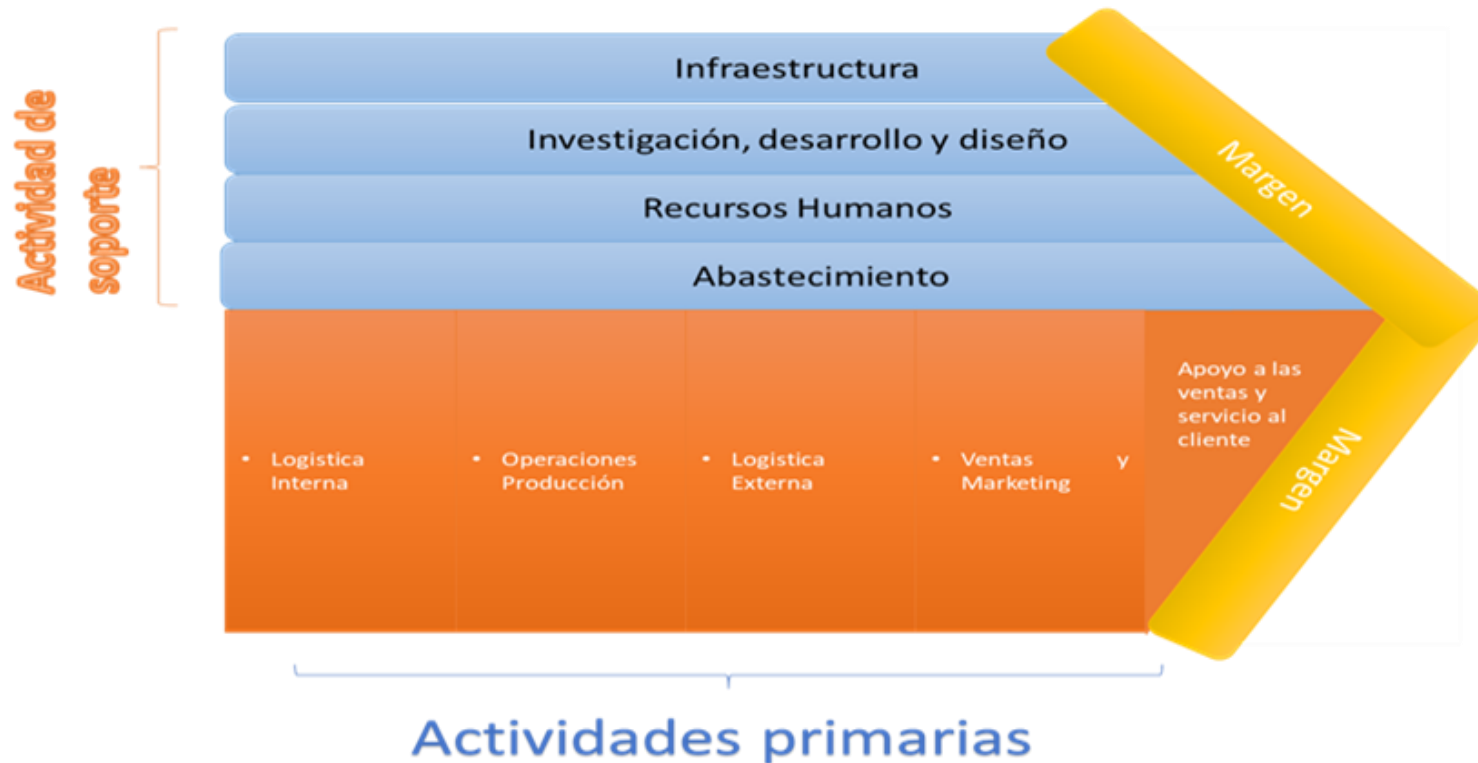 Actividad de
soporte
Infraestructura
Investigación, desarrollo y diseño
Recursos Humanos
Abastecimiento
Margen
• Logistica
Interna
• Operaciones
Producción
• Logistica
Externa
• Ventas y
Marketing
Apoyo a las
ventas y
servicio al
cliente
Margen
Actividades primarias